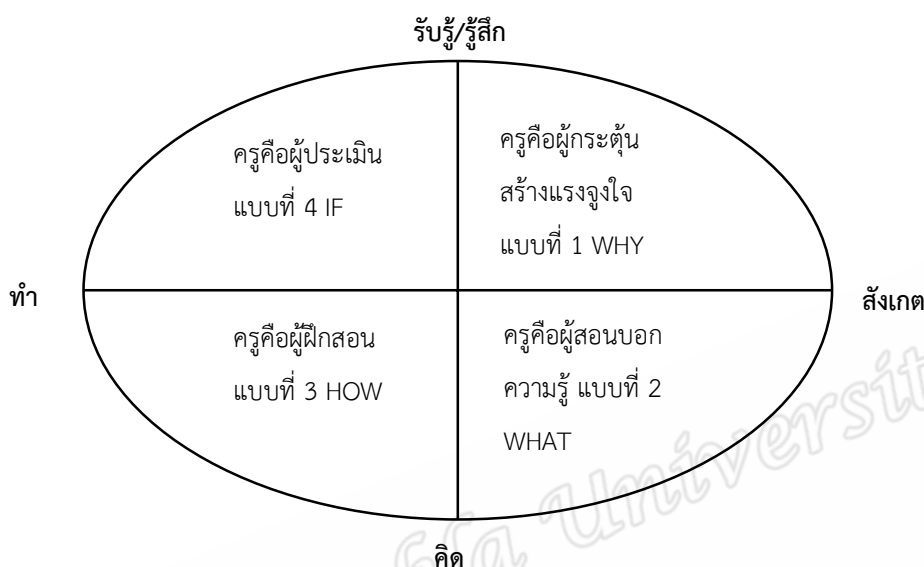 รับรู้/รู้สึก
ครูคือผู้ประเมิน
แบบที่ 4 IF
ครูคือผู้กระตุ้น
สร้างแรงจูงใจ
แบบที่ 1 WHY
ทำ
สังเกต
ครูคือผู้ฝึกสอน
แบบที่ 3 HOW
ครูคือผู้สอนบอก
ความรู้ แบบที่ 2
WHAT
คิด